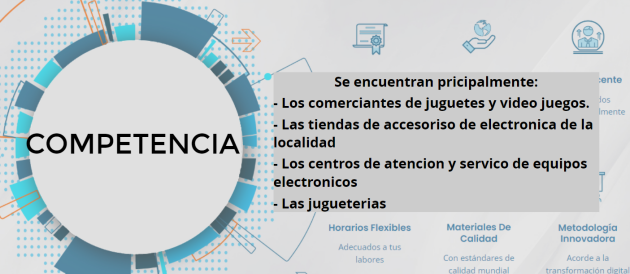 COMPETENCIA
Se encuentran pricipalmente:
- Los comerciantes de juguetes y video juegos.
- Las tiendas de accesoriso de electronica de la
localidad
- Los centros de atencion y servico de equipos
electronicos
- Las jugueterias
Horarios Flexibles
Adecuados a tus
labores
Materiales De
Calidad
Con estándares de
calidad mundial
Metodología
Innovadora
Acorde a la
transformación digital